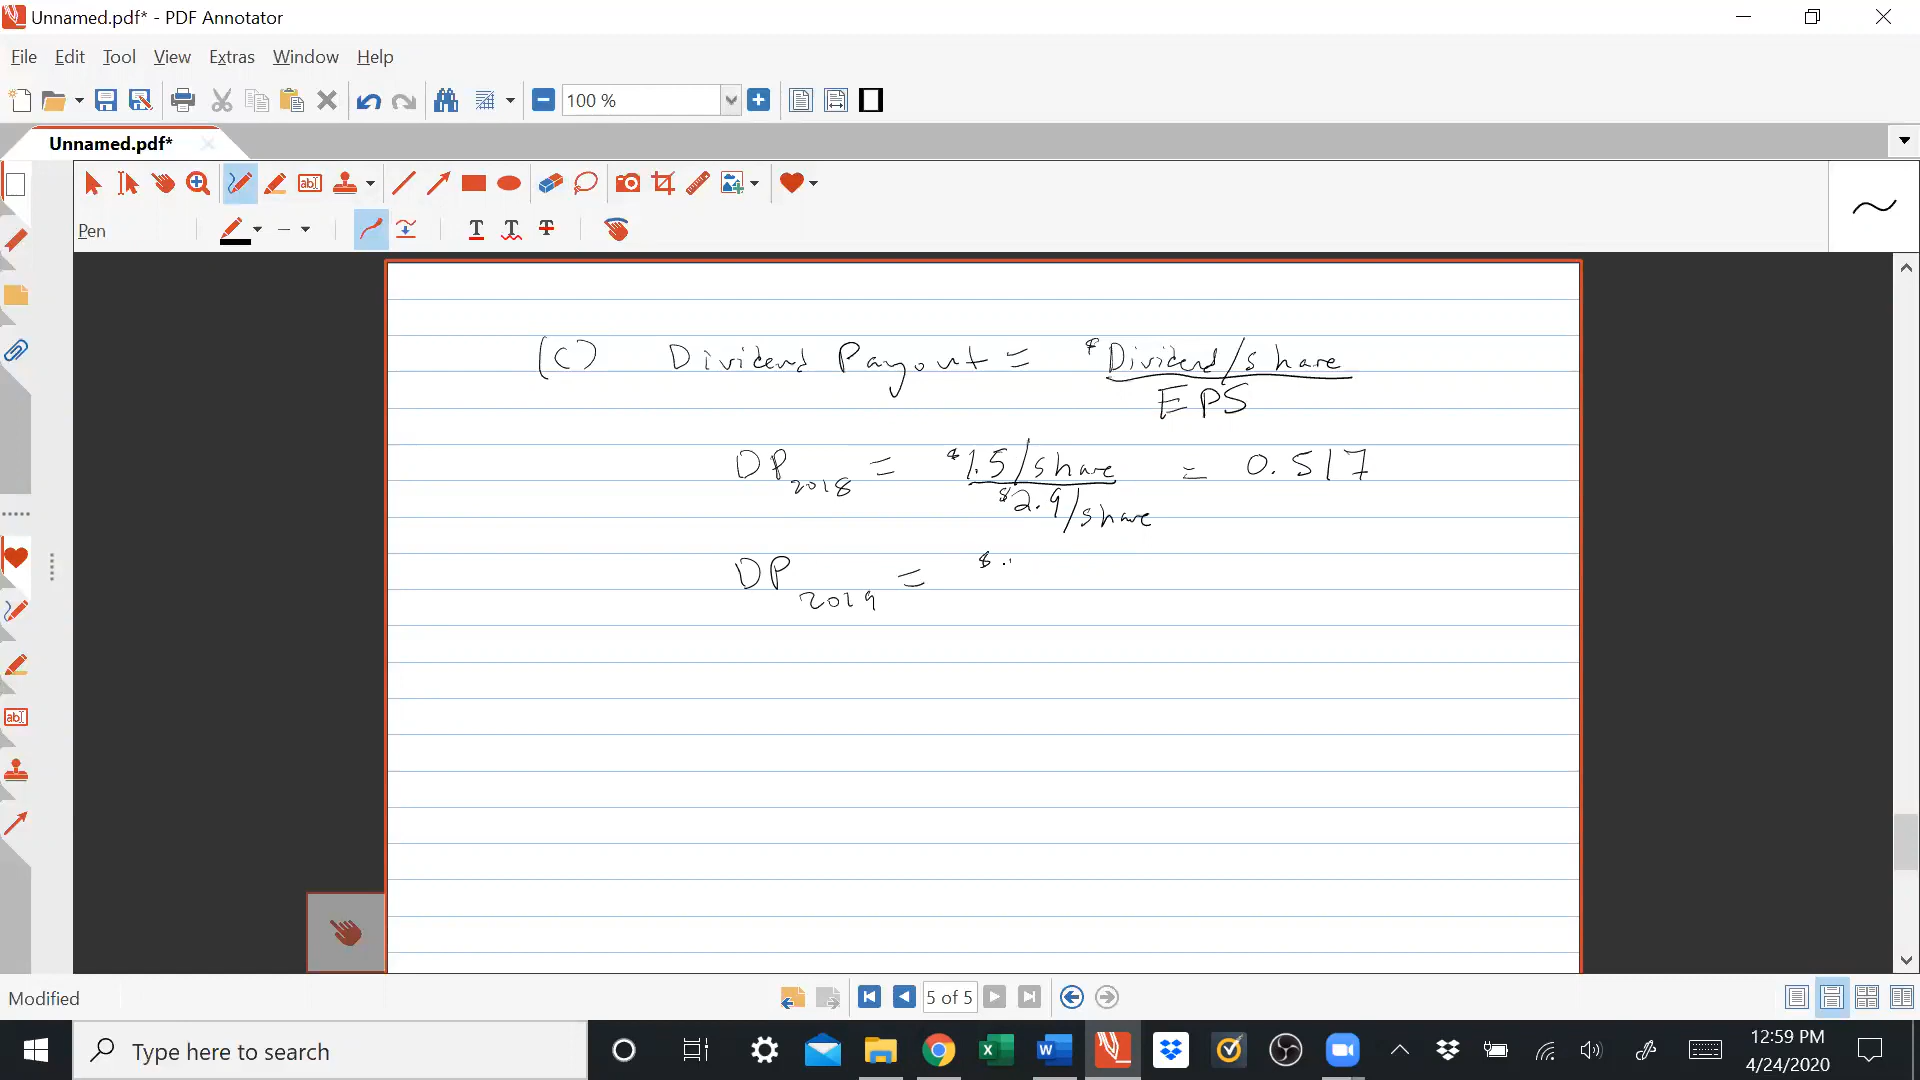 Unnamed.pdf* - PDF Annotator
File Edit Tool View Extras Window Help
100 %
Unnamed.pdf*
Pen
(C) Dividend Payout = $Dividend/share
EPS
DP2018 = $1.5/share = 0.517
$2.9/share
DP2019 = $.
Modified
5 of 5
Type here to search
12:59 PM
4/24/2020